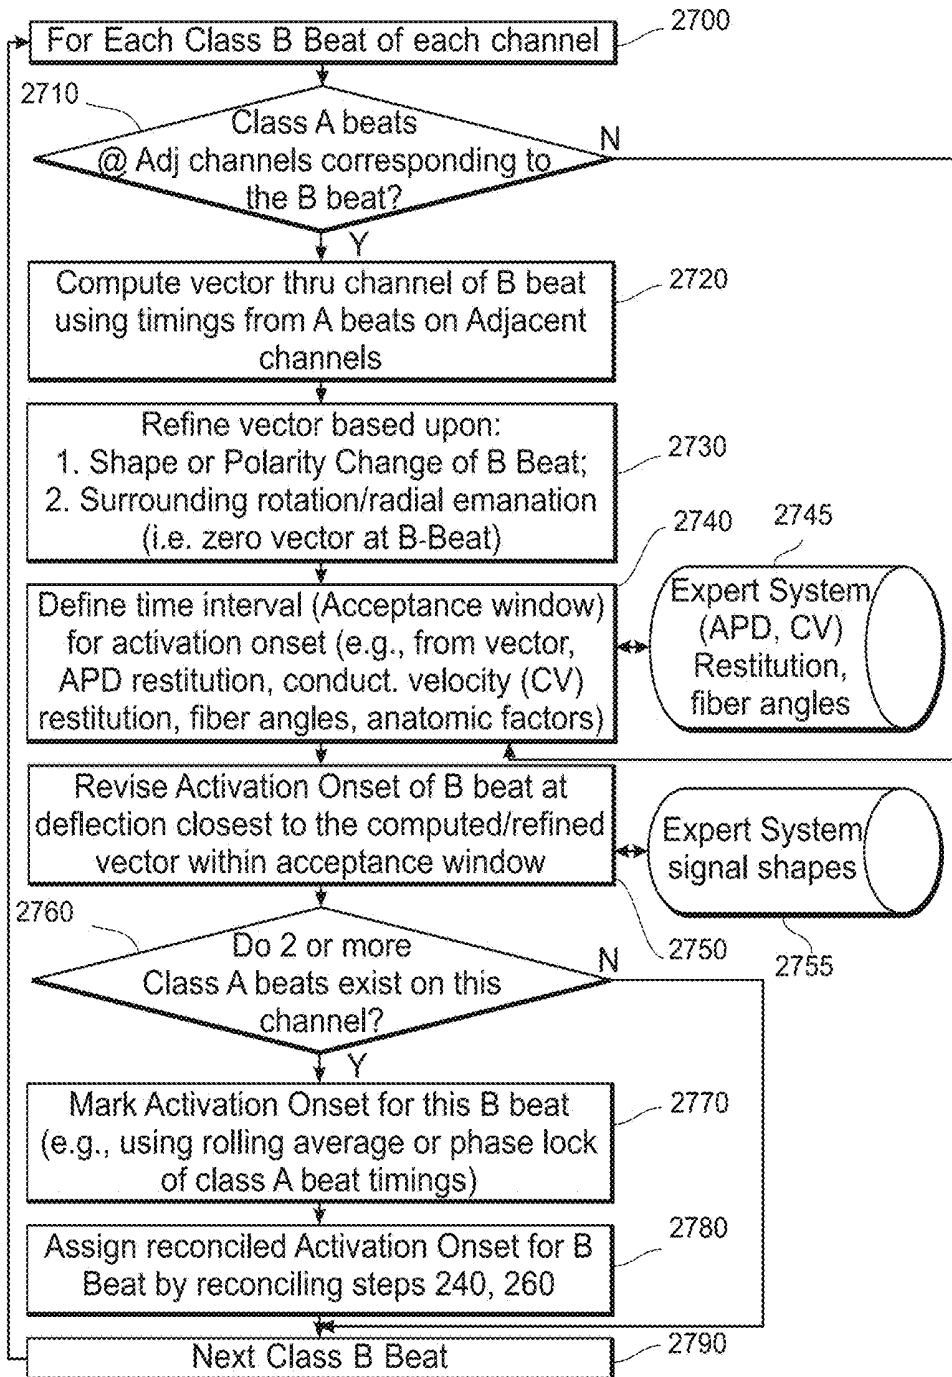 For Each Class B Beat of each channel
2700
2710
Class A beats
N
@ Adj channels corresponding to
the B beat?
Y
Compute vector thru channel of B beat
2720
using timings from A beats on Adjacent
channels
Refine vector based upon:
2730
1. Shape or Polarity Change of B Beat;
2. Surrounding rotation/radial emanation
(i.e. zero vector at B-Beat)
2740
2745
Define time interval (Acceptance window)
for activation onset (e.g., from vector,
APD restitution, conduct. velocity (CV)
restitution, fiber angles, anatomic factors)
Expert System
(APD, CV)
Restitution,
fiber angles
Revise Activation Onset of B beat at
deflection closest to the computed/refined
vector within acceptance window
Expert System
signal shapes
2750
2755
2760
Do 2 or more
N
Class A beats exist on this
channel?
Y
Mark Activation Onset for this B beat
2770
(e.g., using rolling average or phase lock
of class A beat timings)
Assign reconciled Activation Onset for B
2780
Beat by reconciling steps 240, 260
Next Class B Beat
2790